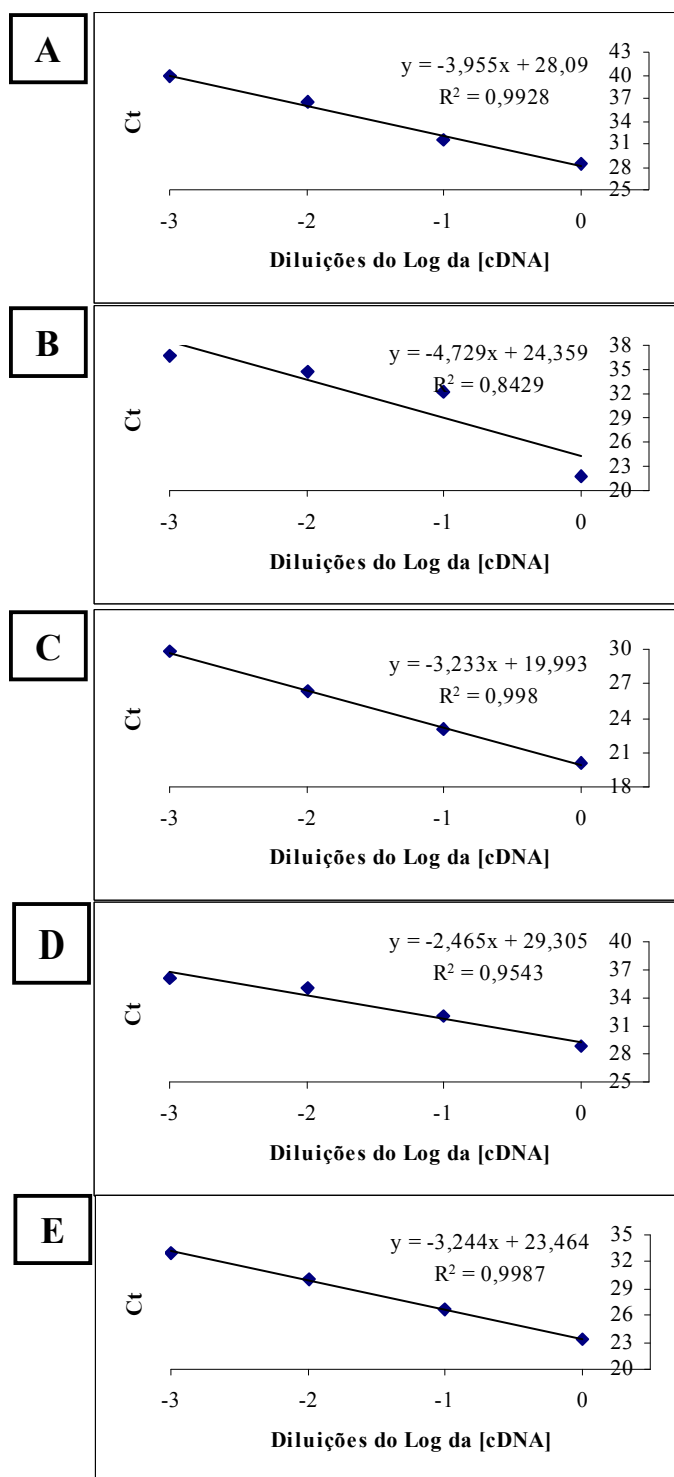 A
y = -3,955x + 28,09
R² = 0,9928
43
40
37
34
31
28
25
Ct
-3 -2 -1 0
Diluições do Log da [cDNA]
B
y = -4,729x + 24,359
R² = 0,8429
38
35
32
29
26
23
20
Ct
-3 -2 -1 0
Diluições do Log da [cDNA]
C
y = -3,233x + 19,993
R² = 0,998
30
27
24
21
18
Ct
-3 -2 -1 0
Diluições do Log da [cDNA]
D
y = -2,465x + 29,305
R² = 0,9543
40
37
34
31
28
25
Ct
-3 -2 -1 0
Diluições do Log da [cDNA]
E
y = -3,244x + 23,464
R² = 0,9987
35
32
29
26
23
20
Ct
-3 -2 -1 0
Diluições do Log da [cDNA]